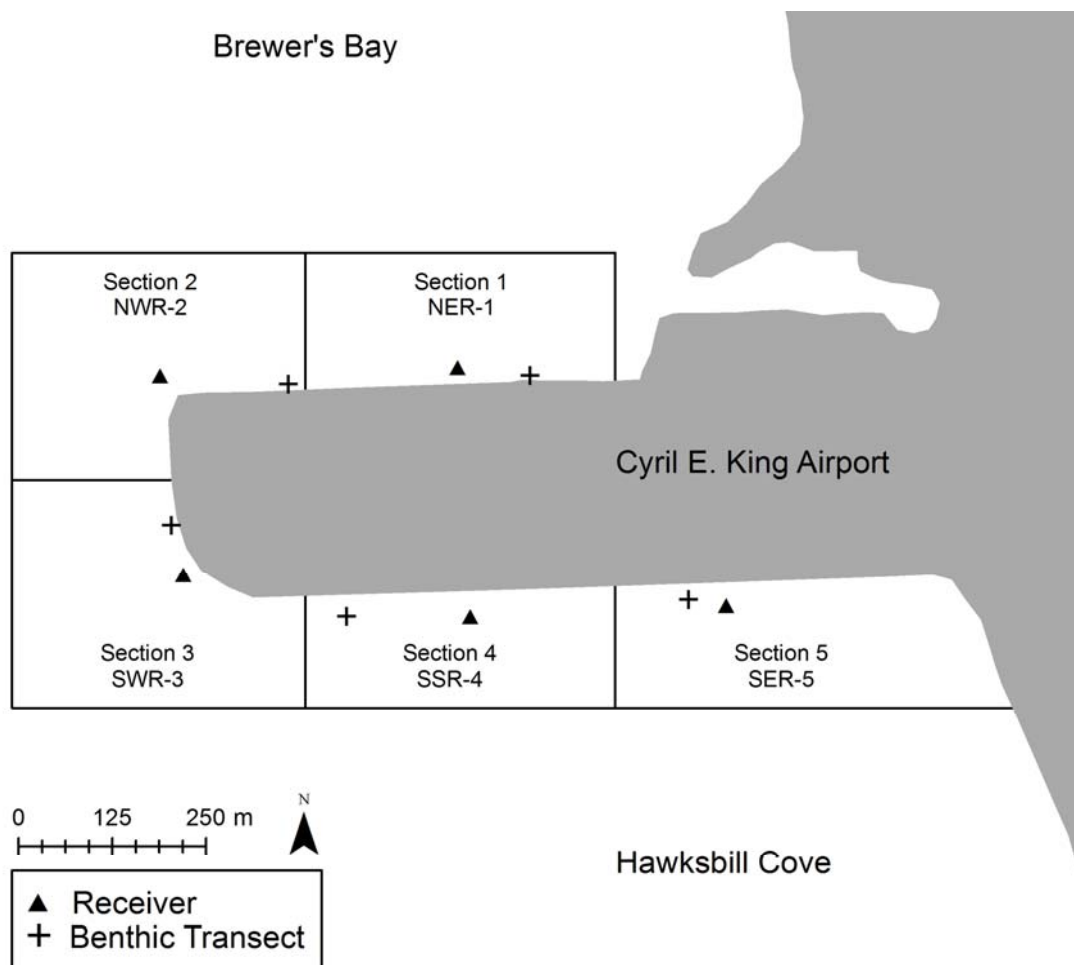 Brewer's Bay
Section 2
NWR-2
Section 1
NER-1
Cyril E. King Airport
Section 3
SWR-3
Section 4
SSR-4
Section 5
SER-5
0 125 250 m
N
Hawksbill Cove
Receiver
Benthic Transect